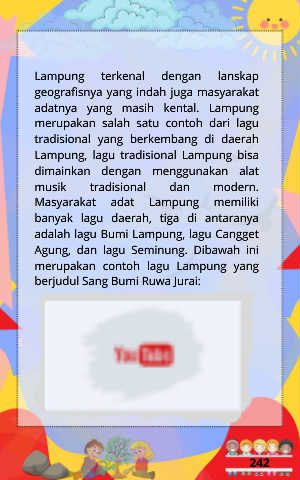 Lampung terkenal dengan lanskap
geografisnya yang indah juga masyarakat
adatnya yang masih kental. Lampung
merupakan salah satu contoh dari lagu
tradisional yang berkembang di daerah
Lampung, lagu tradisional Lampung bisa
dimainkan dengan menggunakan alat
musik tradisional dan modern.
Masyarakat adat Lampung memiliki
banyak lagu daerah, tiga di antaranya
adalah lagu Bumi Lampung, lagu Cangget
Agung, dan lagu Seminung. Dibawah ini
merupakan contoh lagu Lampung yang
berjudul Sang Bumi Ruwa Jurai:
YouTube
242